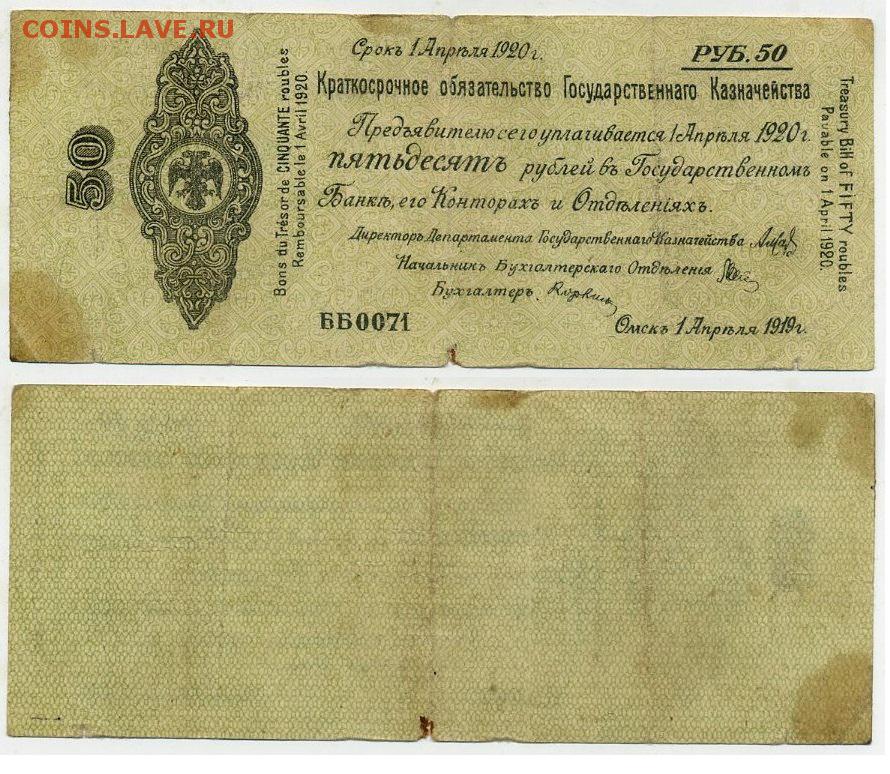 COINS.LAVE.RU
50
Bons du Trésor de CINQUANTE roubles
Remboursable le 1 Avril 1920.
Срокъ 1 Апрѣля 1920 г.
РУБ. 50
Краткосрочное обязательство Государственнаго Казначейства
Предъявителю сего уплачивается 1 Апрѣля 1920 г.
пятьдесятъ рублей въ Государственномъ
Банкѣ, его Конторахъ и Отдѣленіяхъ.
Директоръ Департамента Государственнаго Казначейства
Начальникъ Бухгалтерскаго Отдѣленія
Бухгалтеръ
ББ0071
Омскъ 1 Апрѣля 1919 г.
Treasury Bill of FIFTY roubles
Payable on 1 April 1920.